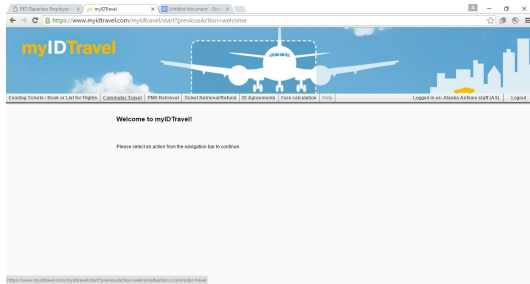 PET-Paperless Employee
myIDTravel
Untitled document - Goo
https://www.myidtravel.com/myidtravel/start?previousAction=welcome
myIDTravel
Existing Tickets / Book or List for Flights
Commuter Travel
PNR Retrieval
Ticket Retrieval/Refund
ID Agreements
Fare calculation
Help
Logged in as: Alaska Airlines staff (AS)
Logout
Welcome to myIDTravel!
Please select an action from the navigation bar to continue.